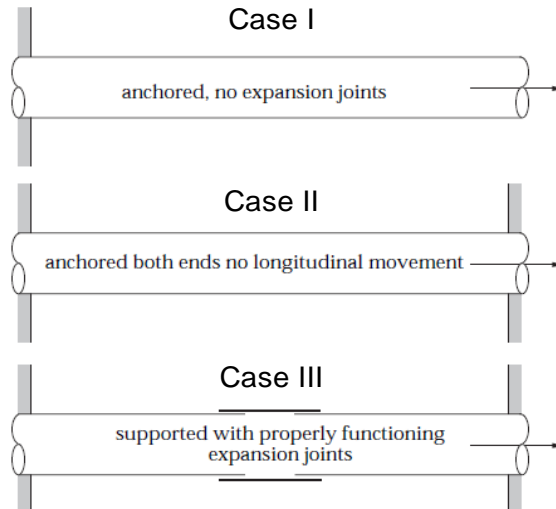 Case I
anchored, no expansion joints
Case II
anchored both ends no longitudinal movement
Case III
supported with properly functioning
expansion joints